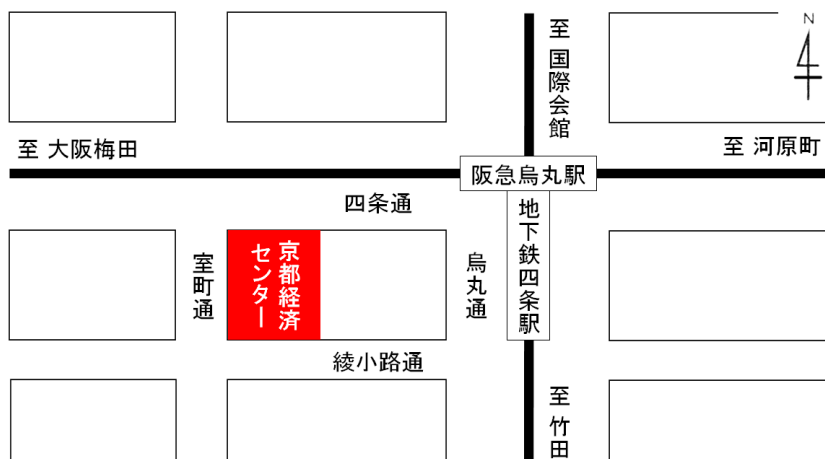 N
至 国際会館
至 大阪梅田
至 河原町
阪急烏丸駅
四条通
地下鉄四条駅
室町通
京都経済
センター
烏丸通
綾小路通
至 竹田